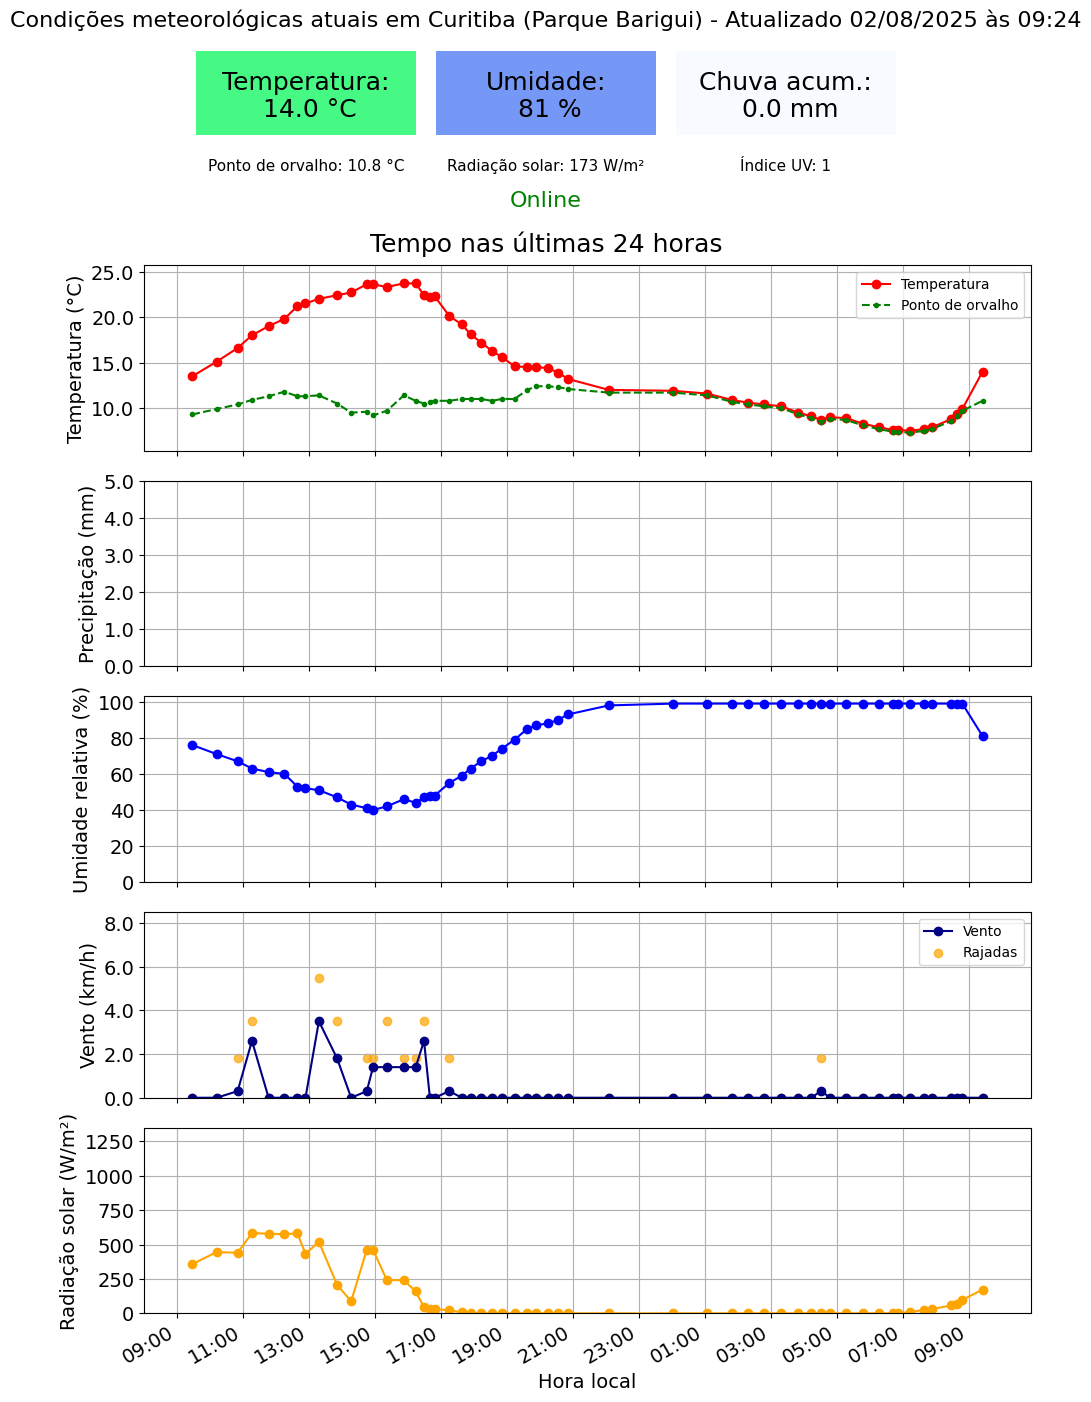 Condições meteorológicas atuais em Curitiba (Parque Barigui) - Atualizado 02/08/2025 às 09:24
Temperatura:
14.0 °C
Umidade:
81 %
Chuva acum.:
0.0 mm
Ponto de orvalho: 10.8 °C
Radiação solar: 173 W/m²
Índice UV: 1
Online
Tempo nas últimas 24 horas
Temperatura (°C)
25.0
20.0
15.0
10.0
Temperatura
Ponto de orvalho
Precipitação (mm)
5.0
4.0
3.0
2.0
1.0
0.0
Umidade relativa (%)
100
80
60
40
20
0
Vento (km/h)
8.0
6.0
4.0
2.0
0.0
Vento
Rajadas
Radiação solar (W/m²)
1250
1000
750
500
250
0
09:00
11:00
13:00
15:00
17:00
19:00
21:00
23:00
01:00
03:00
05:00
07:00
09:00
Hora local